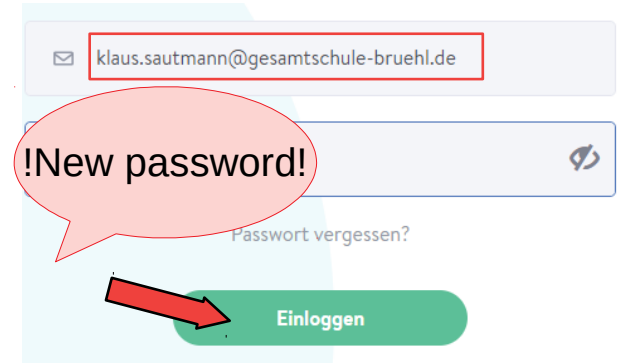 klaus.sautmann@gesamtschule-bruehl.de
!New password!
Passwort vergessen?
Einloggen